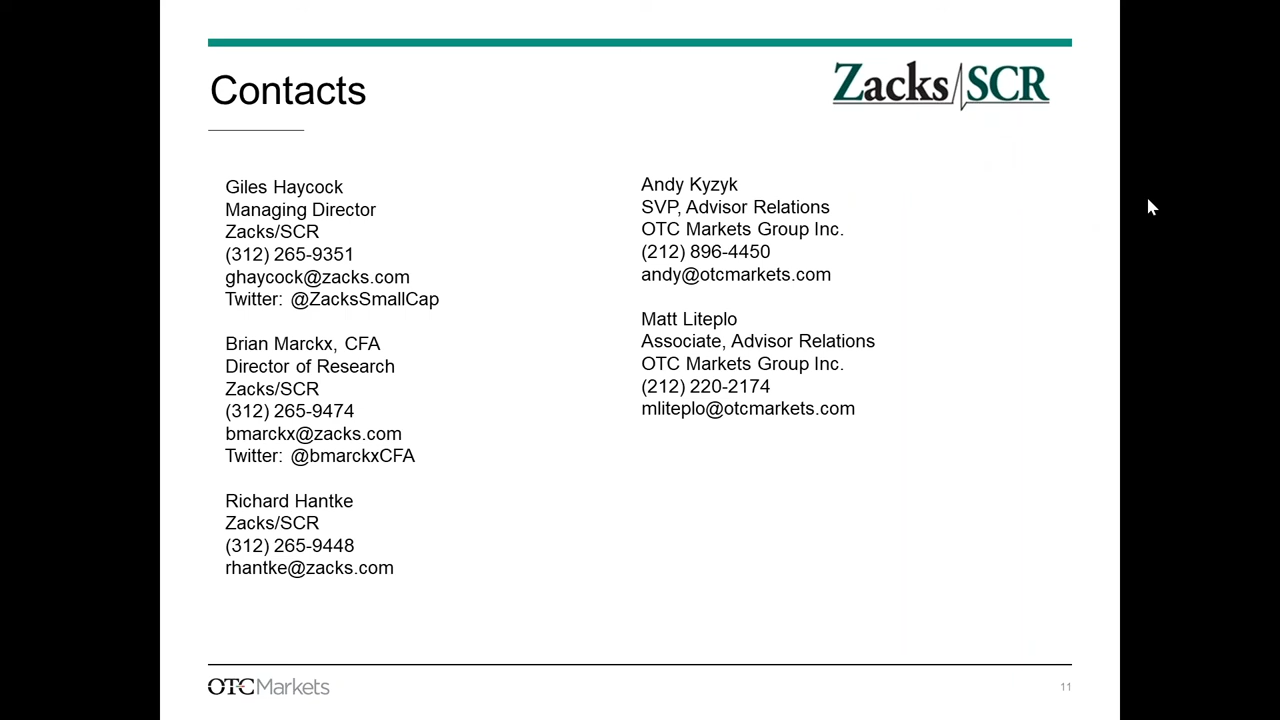 Contacts
Zacks/SCR
Giles Haycock
Managing Director
Zacks/SCR
(312) 265-9351
ghaycock@zacks.com
Twitter: @ZacksSmallCap
Brian Marckx, CFA
Director of Research
Zacks/SCR
(312) 265-9474
bmarckx@zacks.com
Twitter: @bmarckxCFA
Richard Hantke
Zacks/SCR
(312) 265-9448
rhantke@zacks.com
Andy Kyzyk
SVP, Advisor Relations
OTC Markets Group Inc.
(212) 896-4450
andy@otcmarkets.com
Matt Liteplo
Associate, Advisor Relations
OTC Markets Group Inc.
(212) 220-2174
mliteplo@otcmarkets.com
OTC Markets
11